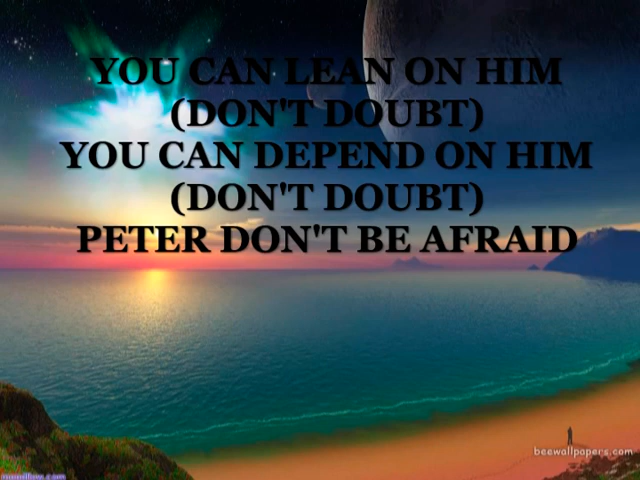 YOU CAN LEAN ON HIM
(DON'T DOUBT)
YOU CAN DEPEND ON HIM
(DON'T DOUBT)
PETER DON'T BE AFRAID
beewallpapers.com